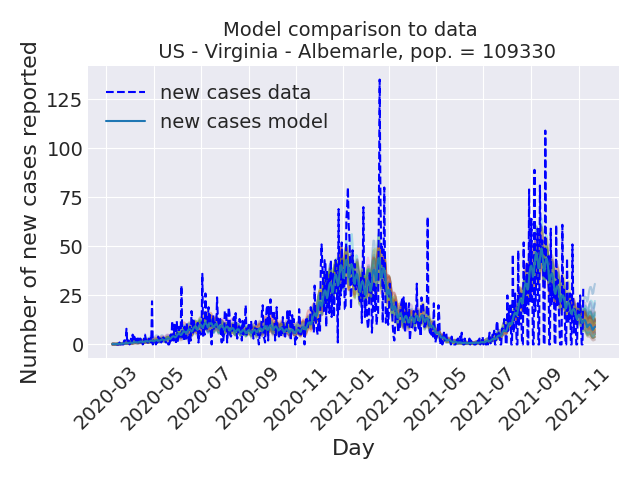 Model comparison to data
US - Virginia - Albemarle, pop. = 109330
Number of new cases reported
new cases data
new cases model
125
100
75
50
25
0
2020-03
2020-05
2020-07
2020-09
2020-11
2021-01
2021-03
2021-05
2021-07
2021-09
2021-11
Day